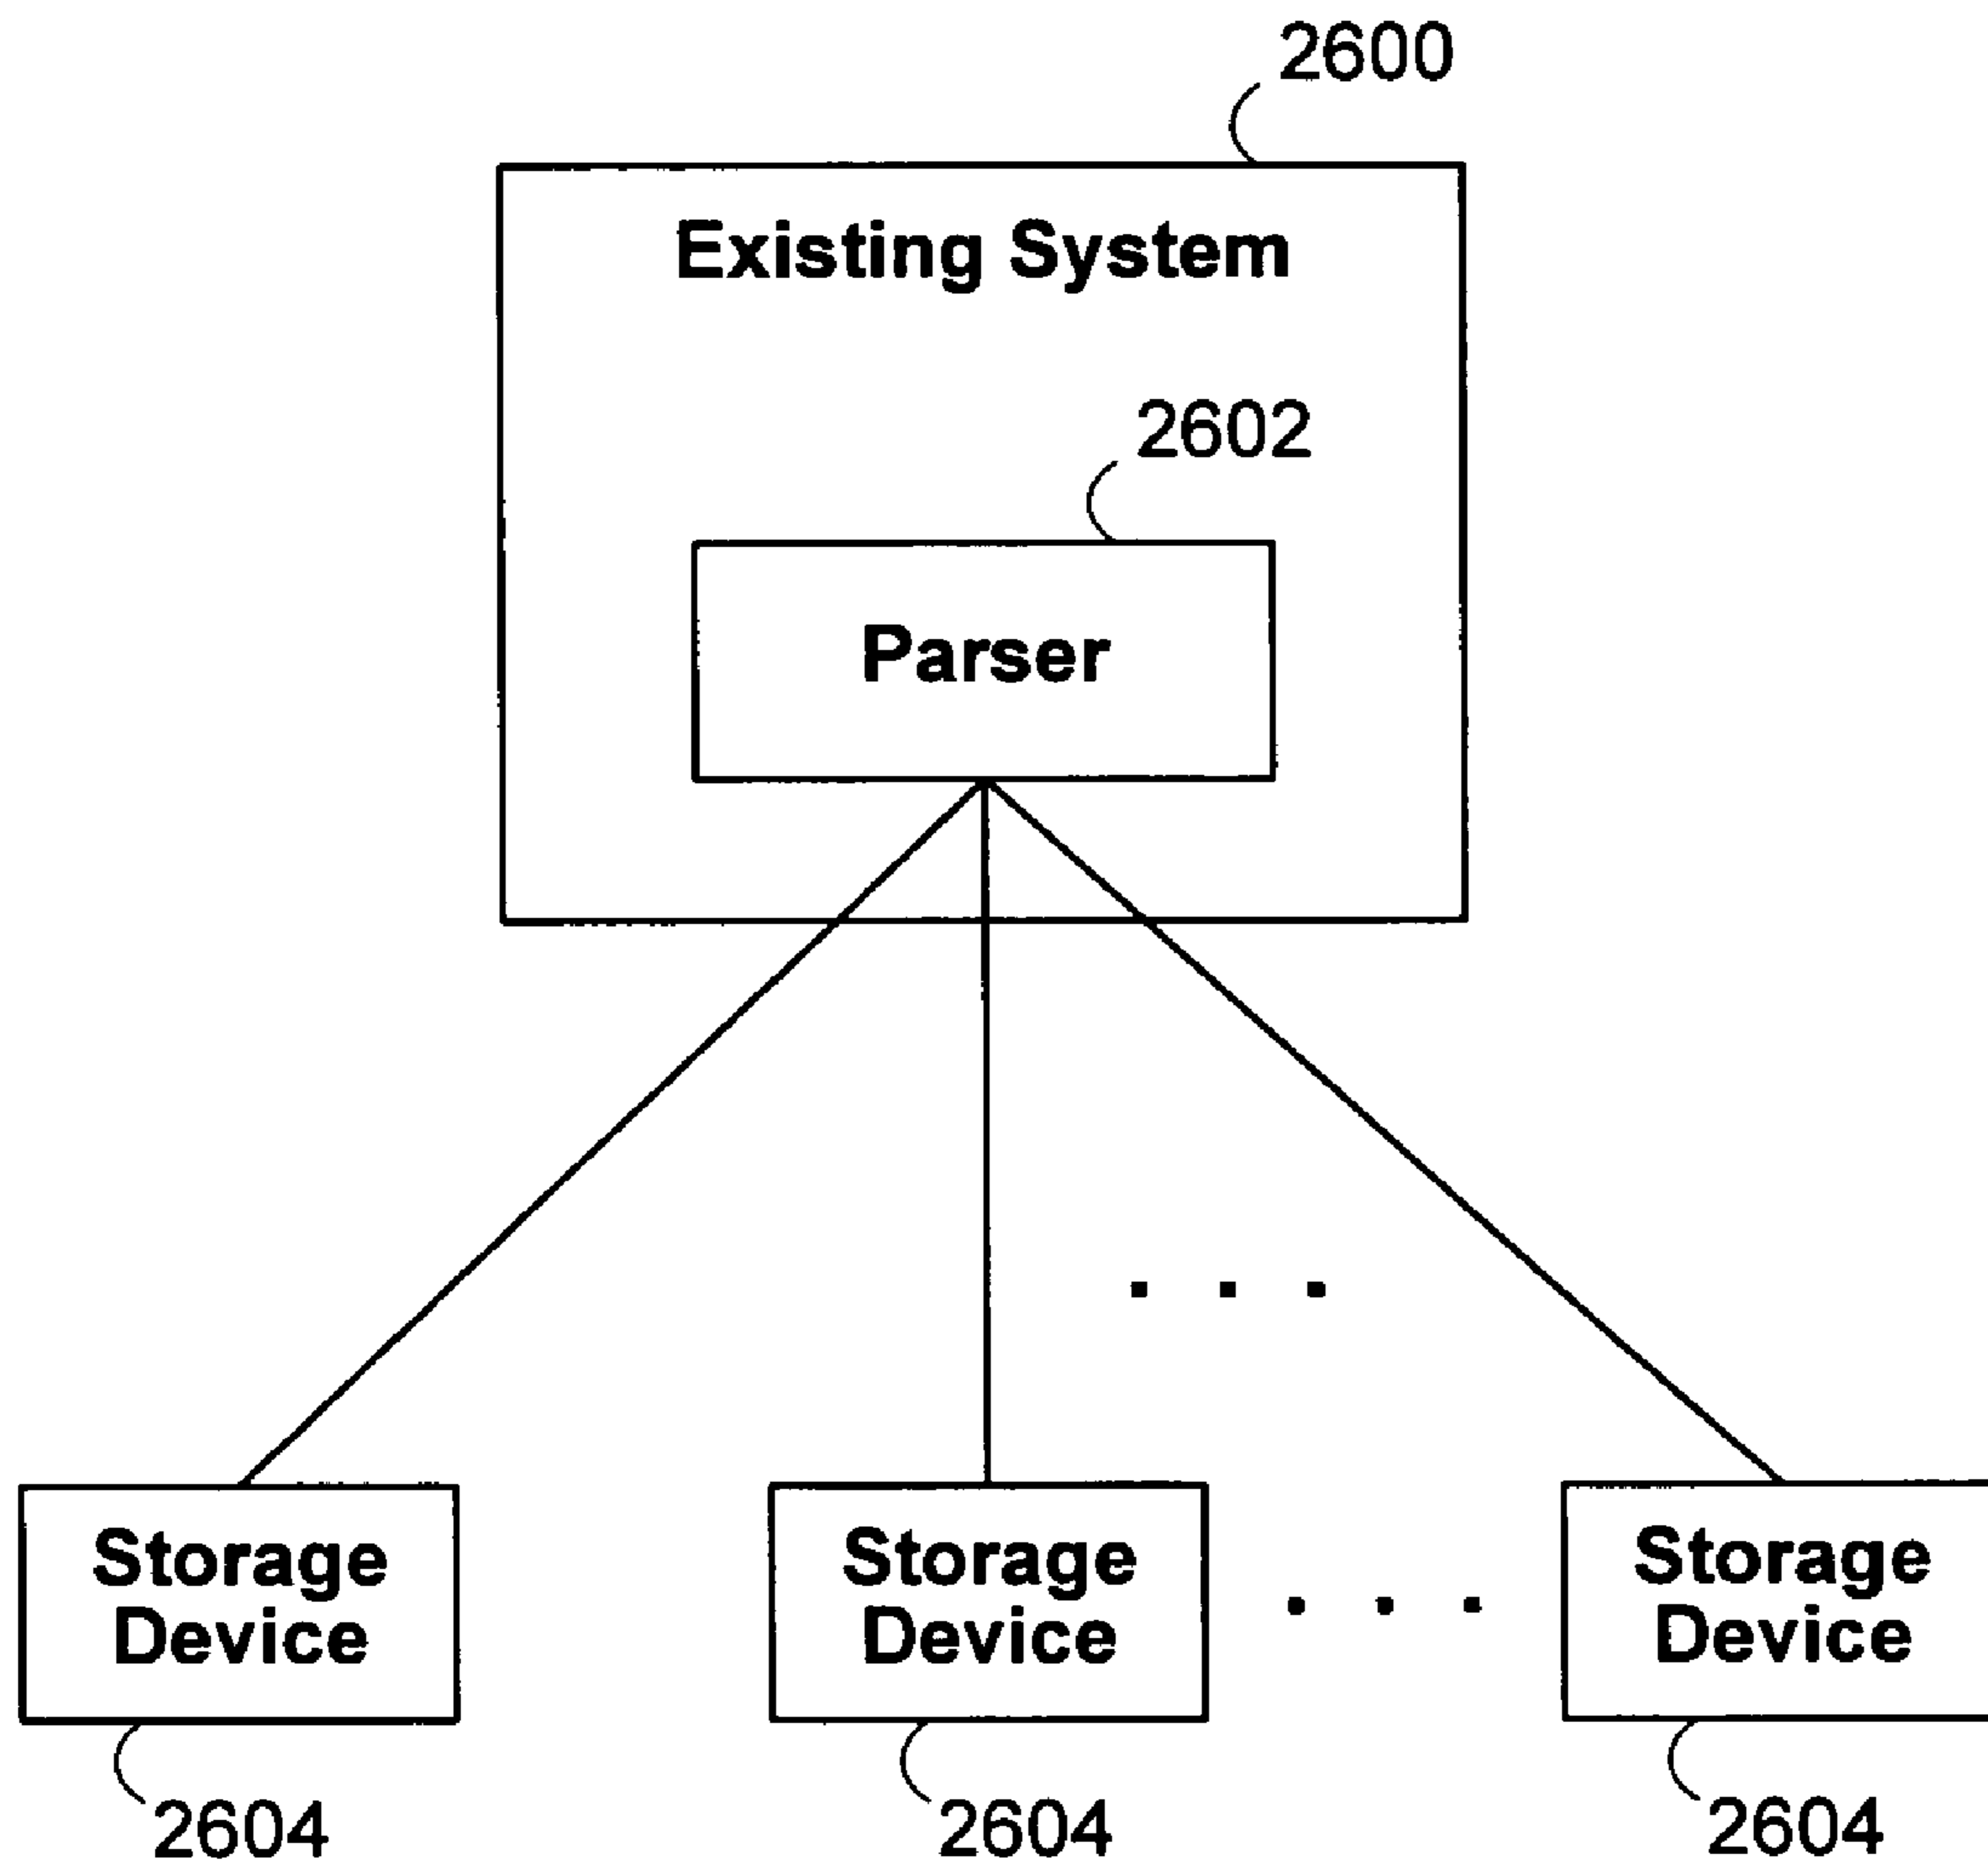 2600
Existing System
2602
Parser
Storage
Device
Storage
Device
Storage
Device
2604
2604
2604